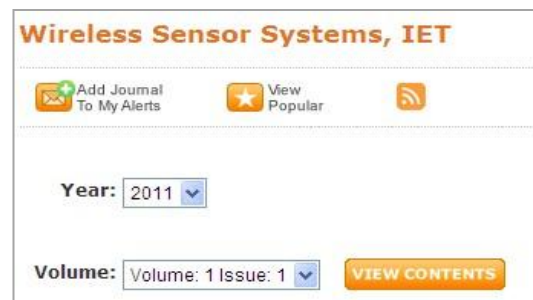 Wireless Sensor Systems, IET
Add Journal
To My Alerts
View
Popular
Year: 2011
Volume: Volume: 1 Issue: 1 VIEW CONTENTS